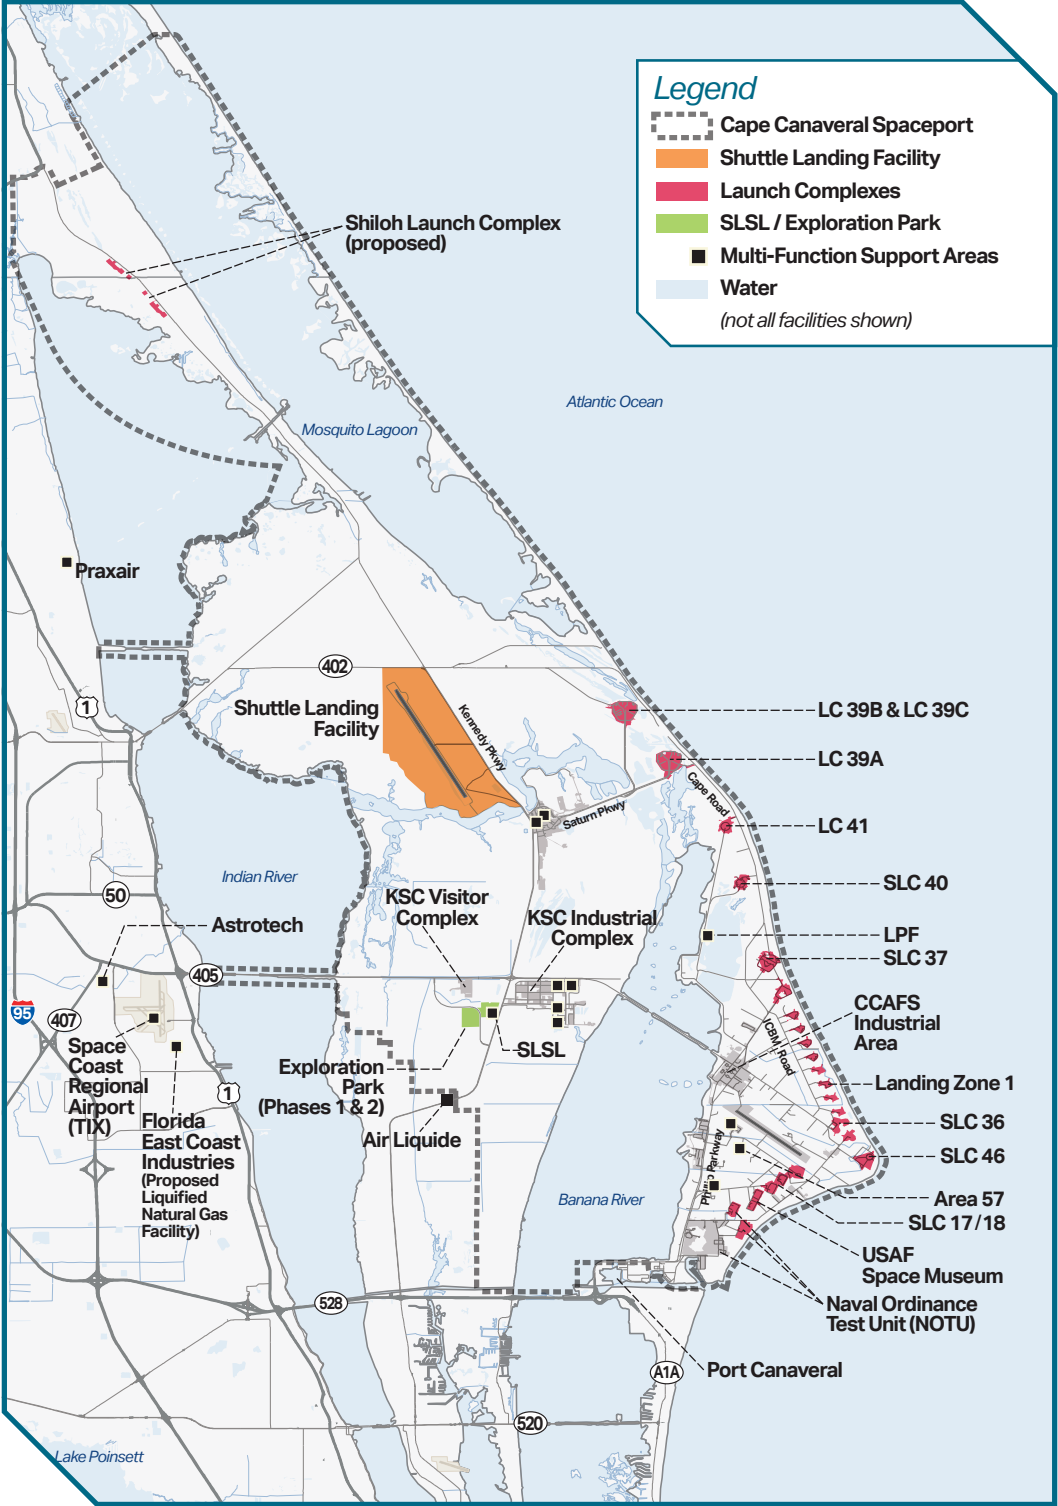 Legend
Cape Canaveral Spaceport
Shuttle Landing Facility
Launch Complexes
SLSL / Exploration Park
Multi-Function Support Areas
Water
(not all facilities shown)
Shiloh Launch Complex
(proposed)
Atlantic Ocean
Mosquito Lagoon
Praxair
402
1
Shuttle Landing
Facility
Kennedy Pkwy
LC 39B & LC 39C
LC 39A
Cape Road
Saturn Pkwy
LC 41
Indian River
50
KSC Visitor
Complex
KSC Industrial
Complex
SLC 40
Astrotech
LPF
SLC 37
405
95
407
CCAFS
Industrial
Area
ICBM Road
Space
Coast
Regional
Airport
(TIX)
SLSL
Exploration
Park
(Phases 1 & 2)
Landing Zone 1
1
Florida
East Coast
Industries
(Proposed
Liquified
Natural Gas
Facility)
Air Liquide
SLC 36
SLC 46
Parkway
Banana River
Area 57
SLC 17 / 18
USAF
Space Museum
Naval Ordinance
Test Unit (NOTU)
528
Port Canaveral
A1A
520
Lake Poinsett